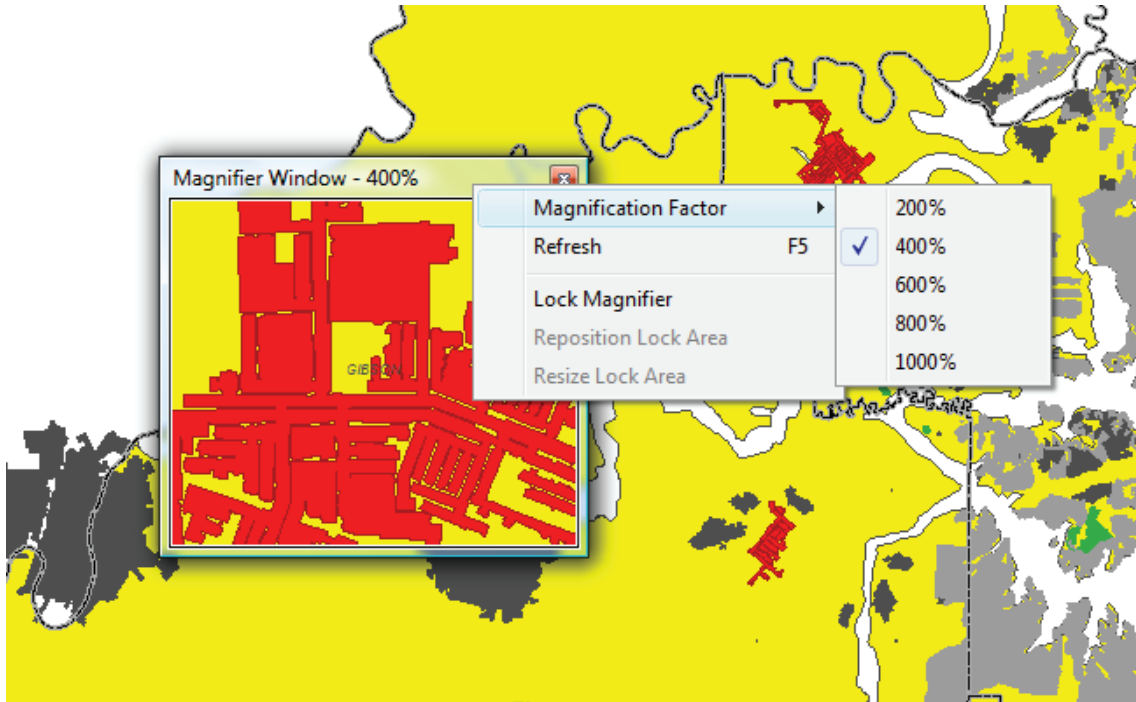 Magnifier Window - 400%
Magnification Factor
Refresh F5
Lock Magnifier
Reposition Lock Area
Resize Lock Area
200%
400%
600%
800%
1000%
GIBSON